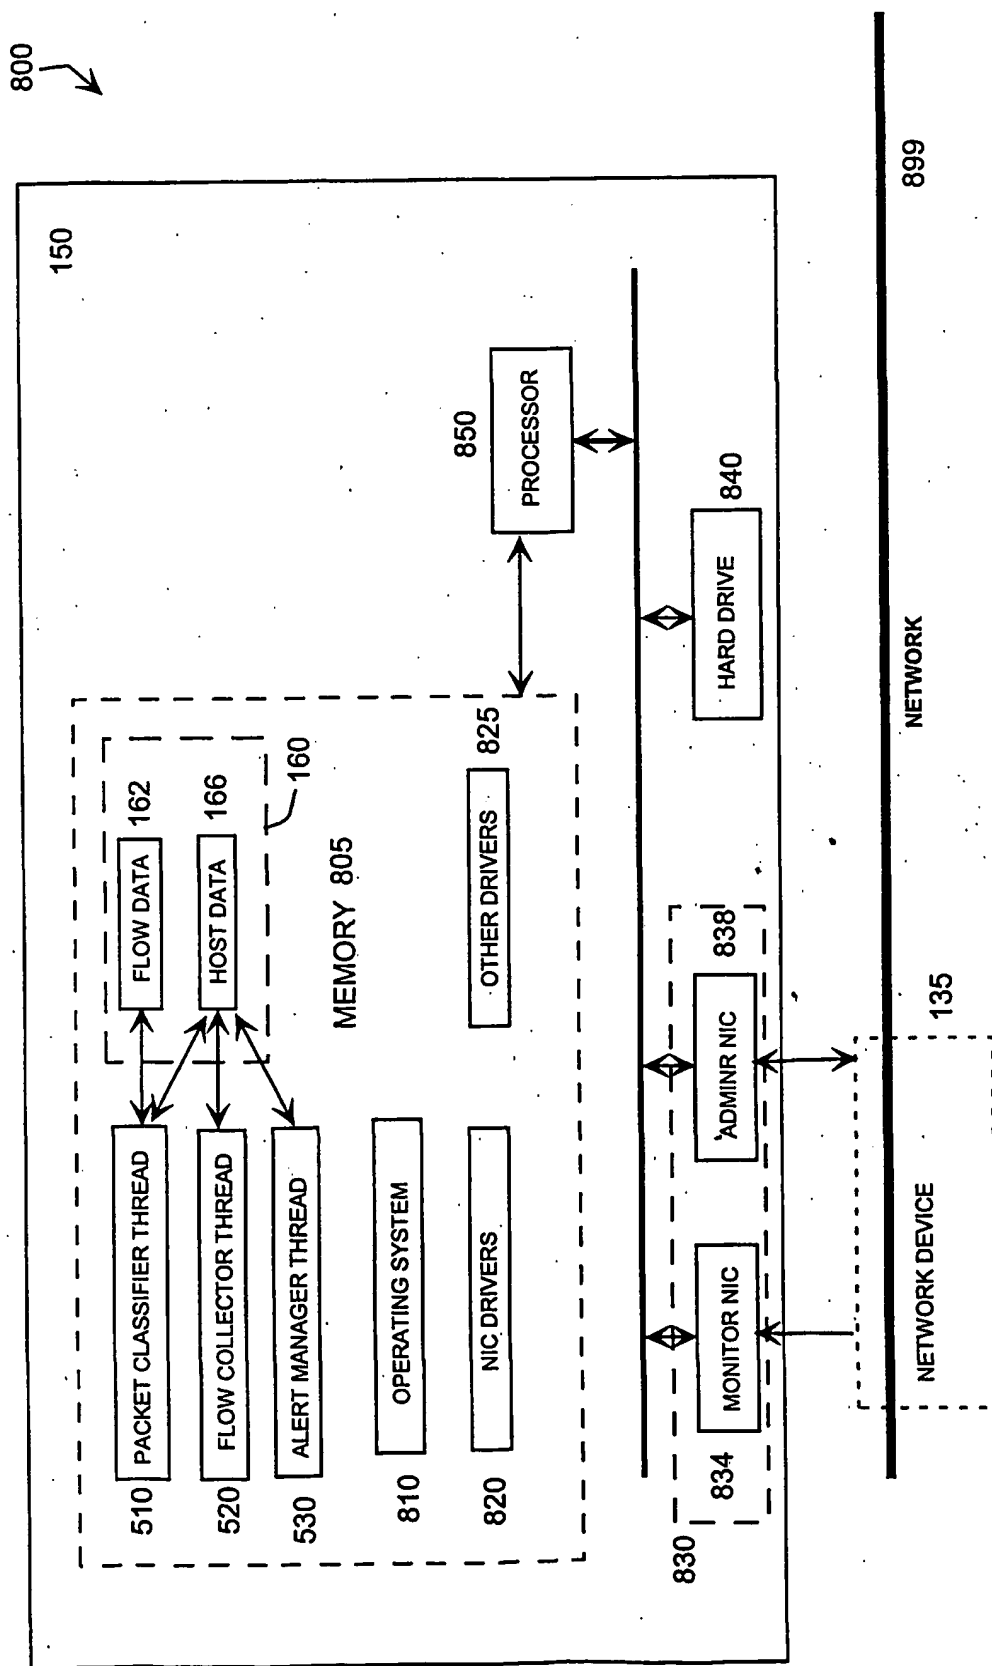 800
150
FLOW DATA
162
HOST DATA
166
160
PACKET CLASSIFIER THREAD
510
FLOW COLLECTOR THREAD
520
ALERT MANAGER THREAD
530
MEMORY 805
OPERATING SYSTEM
810
NIC DRIVERS
820
OTHER DRIVERS
825
PROCESSOR
850
HARD DRIVE
840
830
MONITOR NIC
834
ADMINR NIC
838
NETWORK DEVICE
135
NETWORK
899